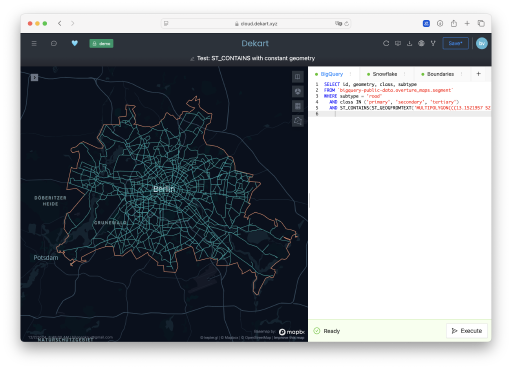 cloud.dekart.xyz
demo
Dekart
Save*
SV
Test: ST_CONTAINS with constant geometry
BigQuery
Snowflake
Boundaries
+
1 SELECT id, geometry, class, subtype
2 FROM `bigquery-public-data.overture_maps.segment`
3 WHERE subtype = 'road'
4 AND class IN ('primary', 'secondary', 'tertiary')
5 AND ST_CONTAINS(ST_GEOGFROMTEXT('MULTIPOLYGON(((13.1521957 52
6
Berlin
DÖBERITZER
HEIDE
GRUNEWALD
Potsdam
NATURSCHUTZGEBIET
mapbox
© Mapbox © OpenStreetMap Improve this map
Ready
Execute